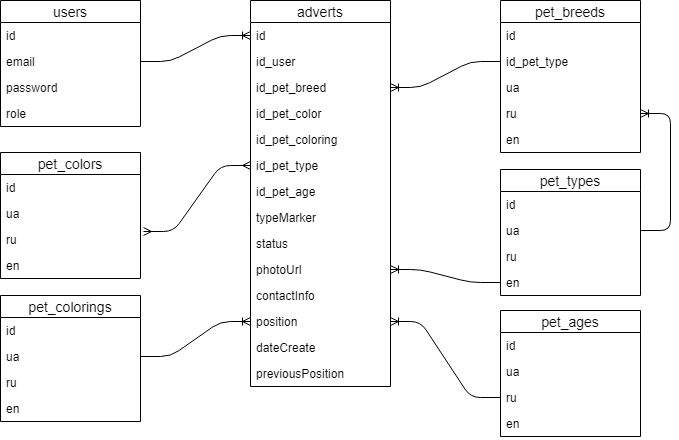 users
id
email
password
role
pet_colors
id
ua
ru
en
pet_colorings
id
ua
ru
en
adverts
id
id_user
id_pet_breed
id_pet_color
id_pet_coloring
id_pet_type
id_pet_age
typeMarker
status
photoUrl
contactInfo
position
dateCreate
previousPosition
pet_breeds
id
id_pet_type
ua
ru
en
pet_types
id
ua
ru
en
pet_ages
id
ua
ru
en